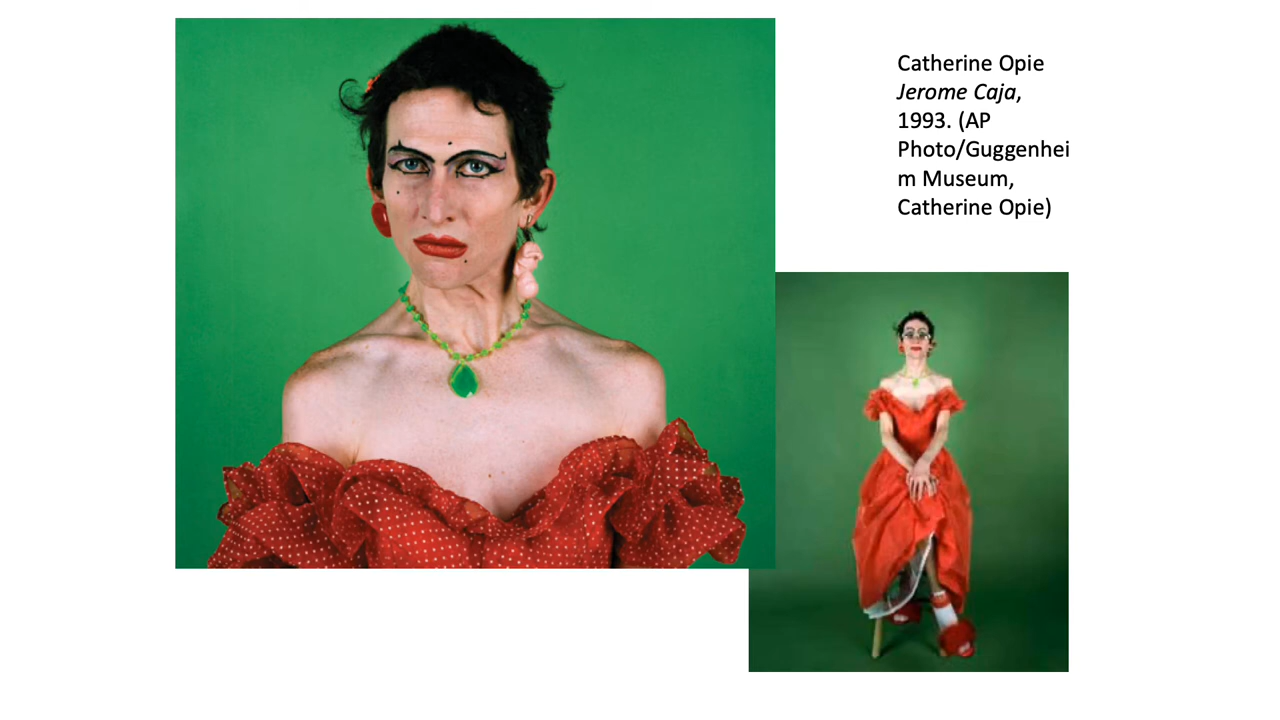 Catherine Opie
Jerome Caja,
1993. (AP
Photo/Guggenhei
m Museum,
Catherine Opie)